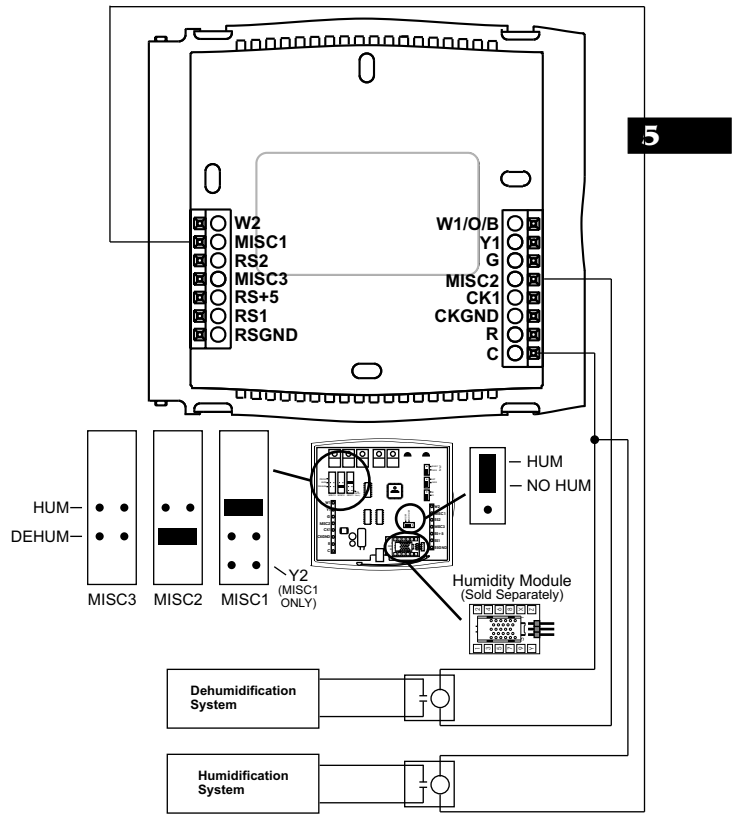 5
W2
MISC1
RS2
MISC3
RS+5
RS1
RSGND
W1/O/B
Y1
G
MISC2
CK1
CKGND
R
C
HUM
DEHUM
MISC3
MISC2
MISC1
Y2
(MISC1
ONLY)
HUM
NO HUM
Humidity Module
(Sold Separately)
Dehumidification
System
Humidification
System